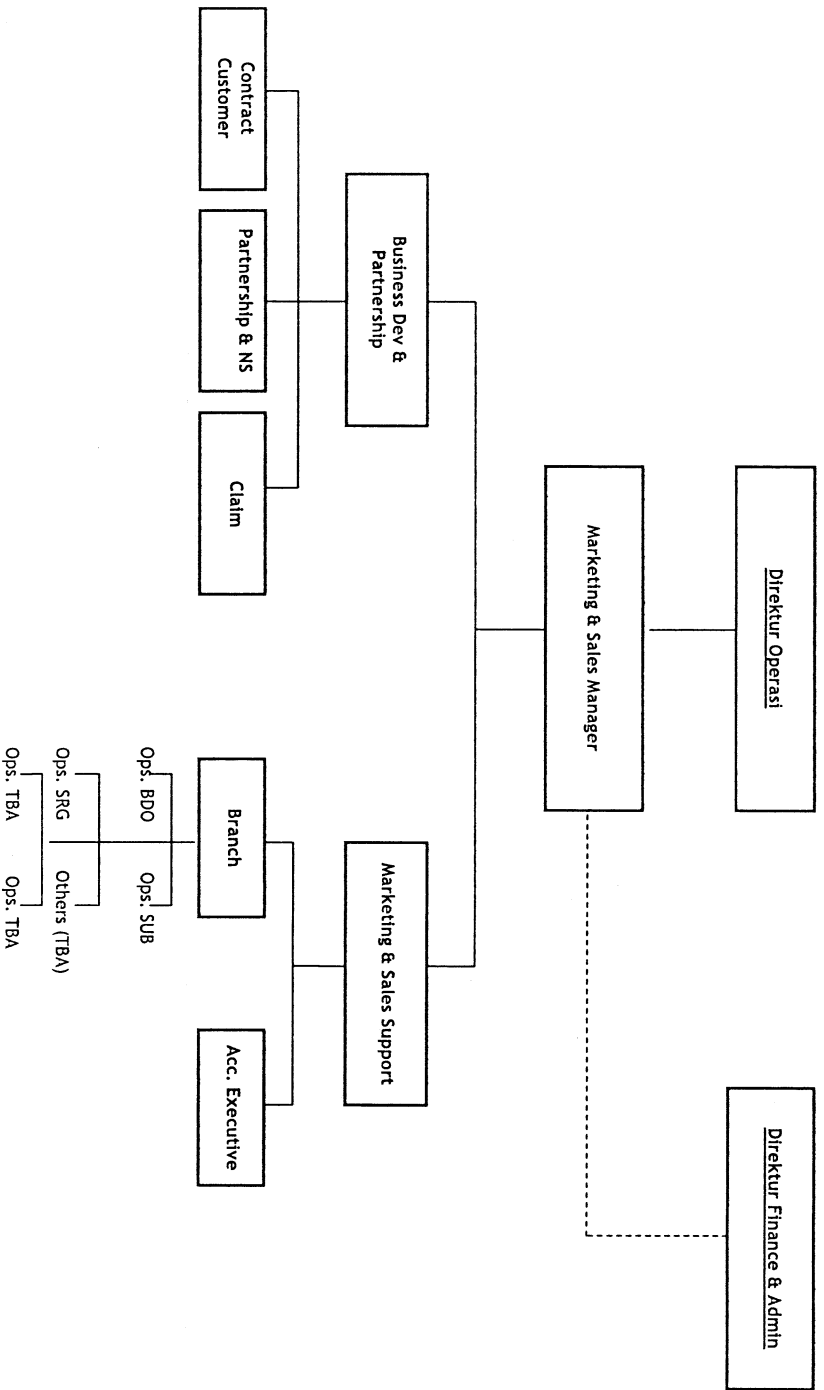 Direktur Operasi
Direktur Finance & Admin
Marketing & Sales Manager
Business Dev &
Partnership
Marketing & Sales Support
Contract
Customer
Partnership & NS
Claim
Branch
Acc. Executive
Ops. BDO
Ops. SUB
Ops. SRG
Others (TBA)
Ops. TBA
Ops. TBA